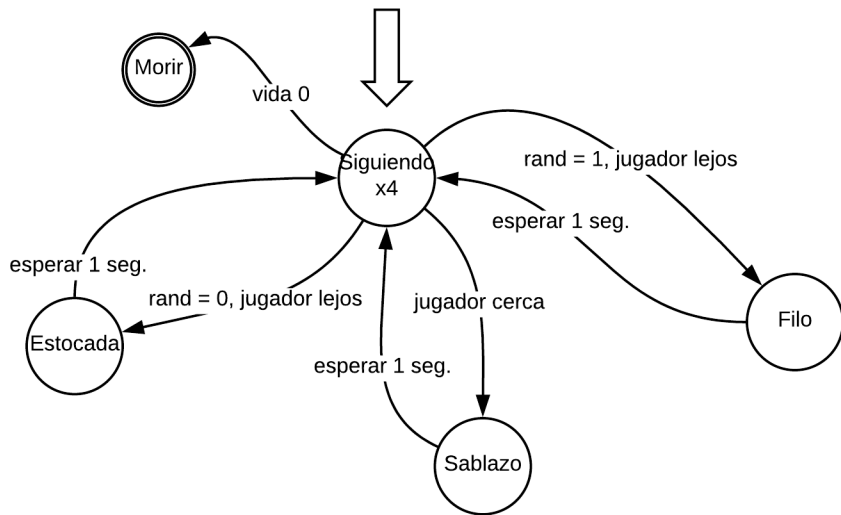 Morir
vida 0
Siguiendo
x4
rand = 1, jugador lejos
esperar 1 seg.
esperar 1 seg.
rand = 0, jugador lejos
jugador cerca
Filo
Estocada
esperar 1 seg.
Sablazo